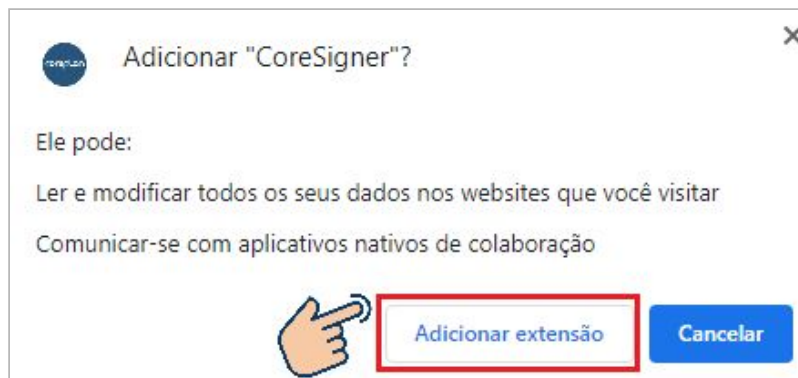 Adicionar "CoreSigner"?
Ele pode:
Ler e modificar todos os seus dados nos websites que você visitar
Comunicar-se com aplicativos nativos de colaboração
Adicionar extensão
Cancelar